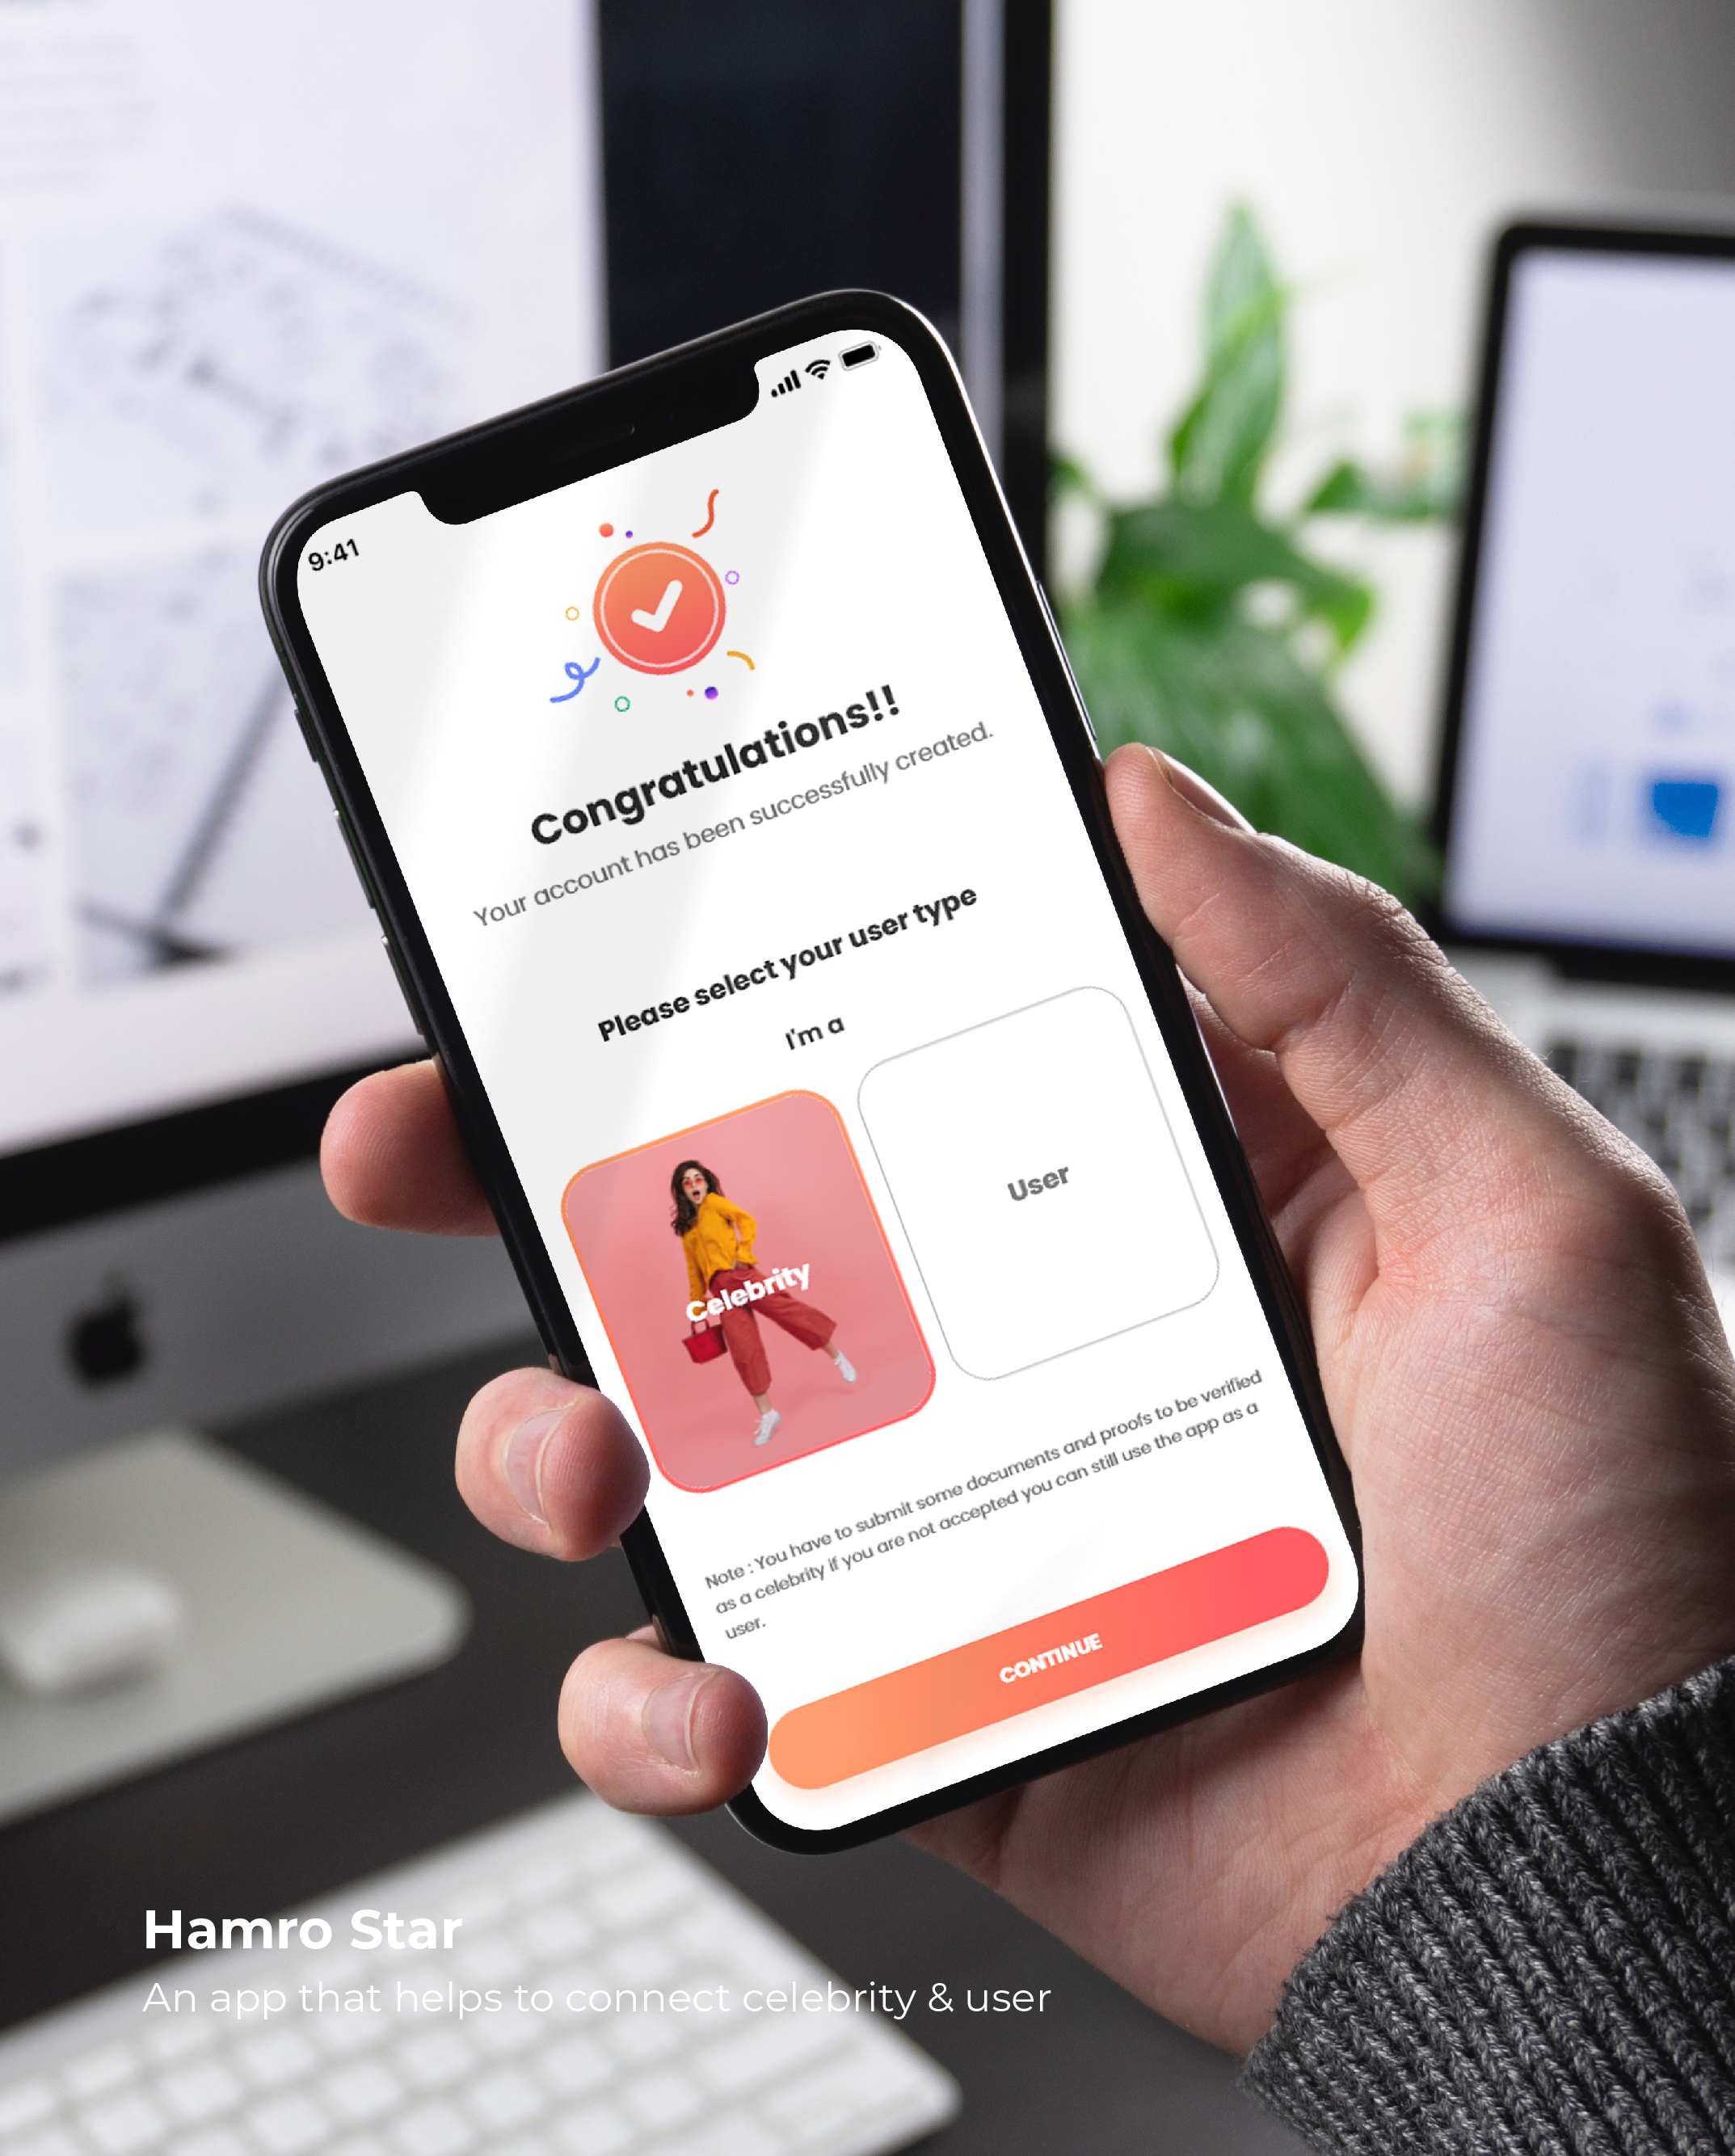 9:41
Congratulations!!
Your account has been successfully created.
Please select your user type
I'm a
Celebrity
User
Note : You have to submit some documents and proofs to be verified
as a celebrity if you are not accepted you can still use the app as a
user.
CONTINUE
Hamro Star
An app that helps to connect celebrity & user